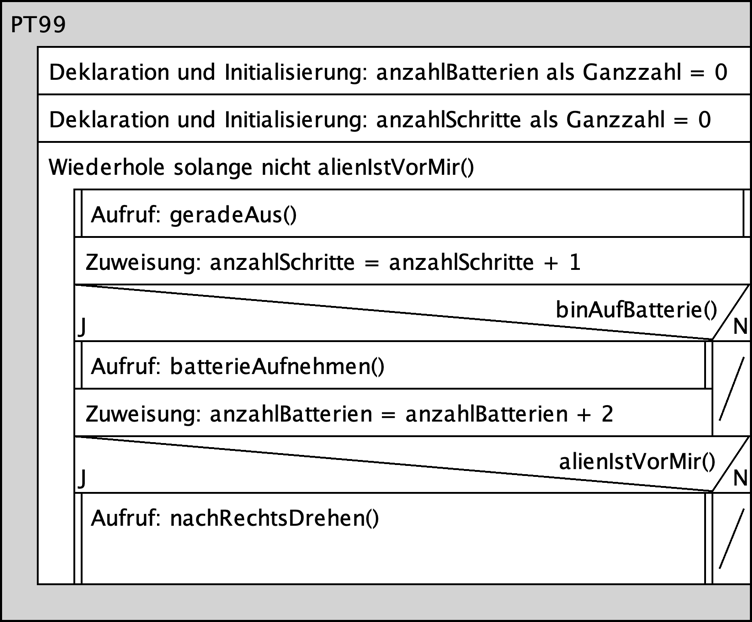 PT99
Deklaration und Initialisierung: anzahlBatterien als Ganzzahl = 0
Deklaration und Initialisierung: anzahlSchritte als Ganzzahl = 0
Wiederhole solange nicht alienIstVorMir()
Aufruf: geradeAus()
Zuweisung: anzahlSchritte = anzahlSchritte + 1
binAufBatterie()
J
N
Aufruf: batterieAufnehmen()
Zuweisung: anzahlBatterien = anzahlBatterien + 2
alienIstVorMir()
J
N
Aufruf: nachRechtsDrehen()